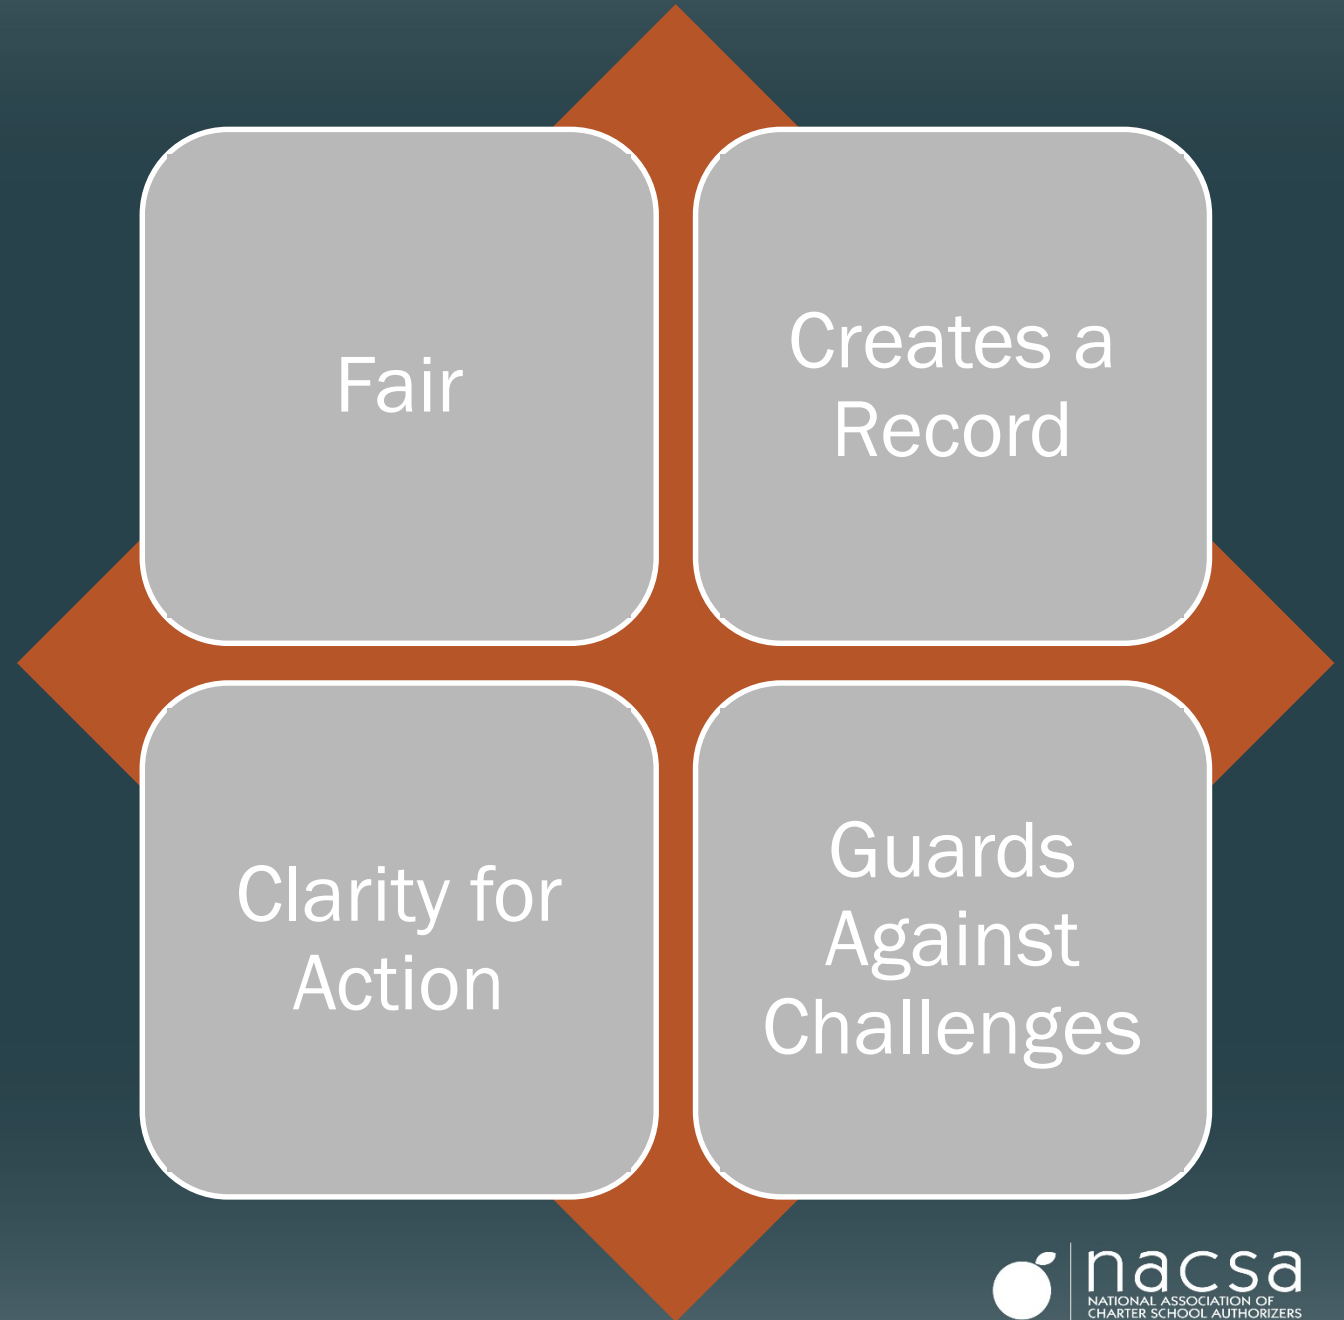 Fair
Creates a
Record
Clarity for
Action
Guards
Against
Challenges
nacsa
NATIONAL ASSOCIATION OF
CHARTER SCHOOL AUTHORIZERS